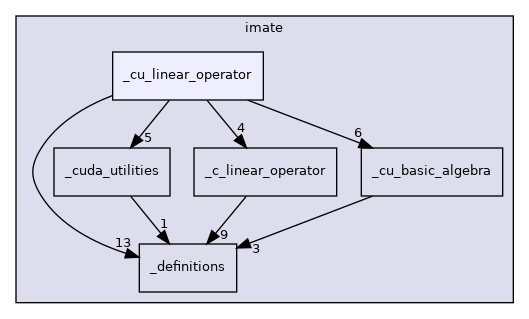 imate
_cu_linear_operator
5
4
6
_cuda_utilities
_c_linear_operator
_cu_basic_algebra
13
1
9
3
_definitions